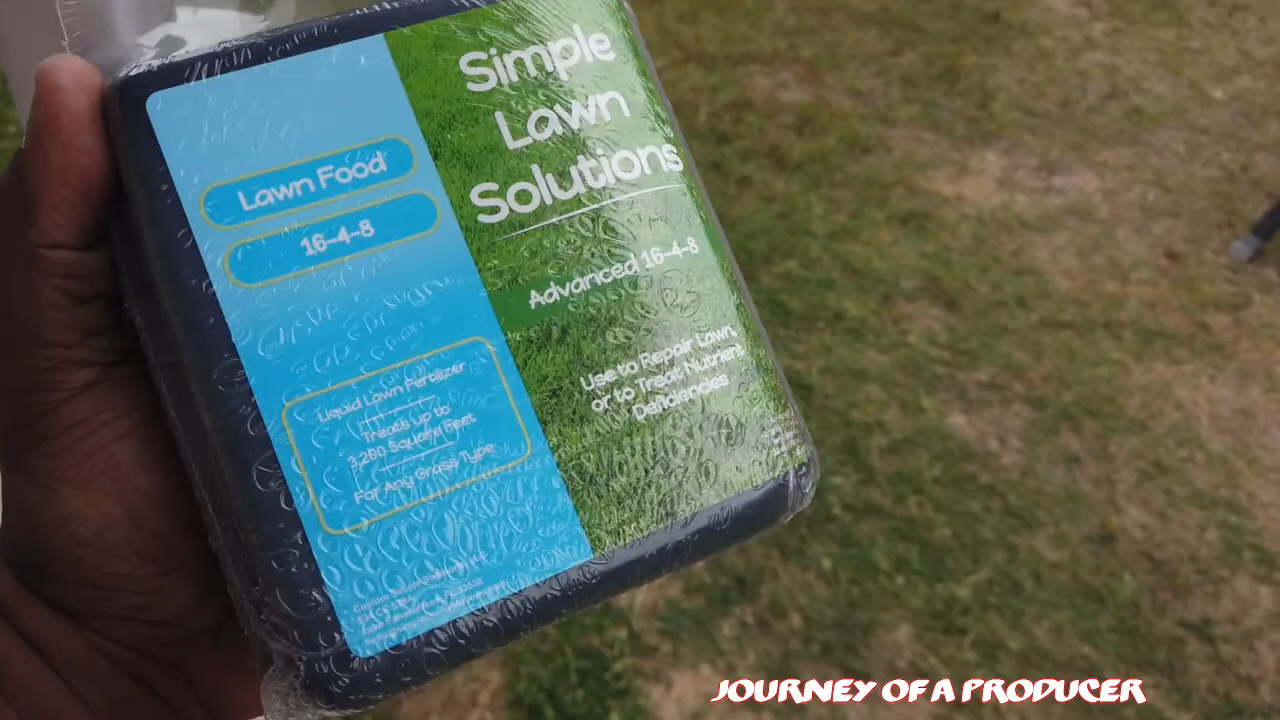 Lawn Food
16-4-8
Liquid Lawn Fertilizer
Treats up to
3,200 Square Feet
For Any Grass Type
Simple
Lawn
Solutions
Advanced 16-4-8
Use to Repair Lawn,
or to Treat Nutrient
Deficiencies
JOURNEY OF A PRODUCER